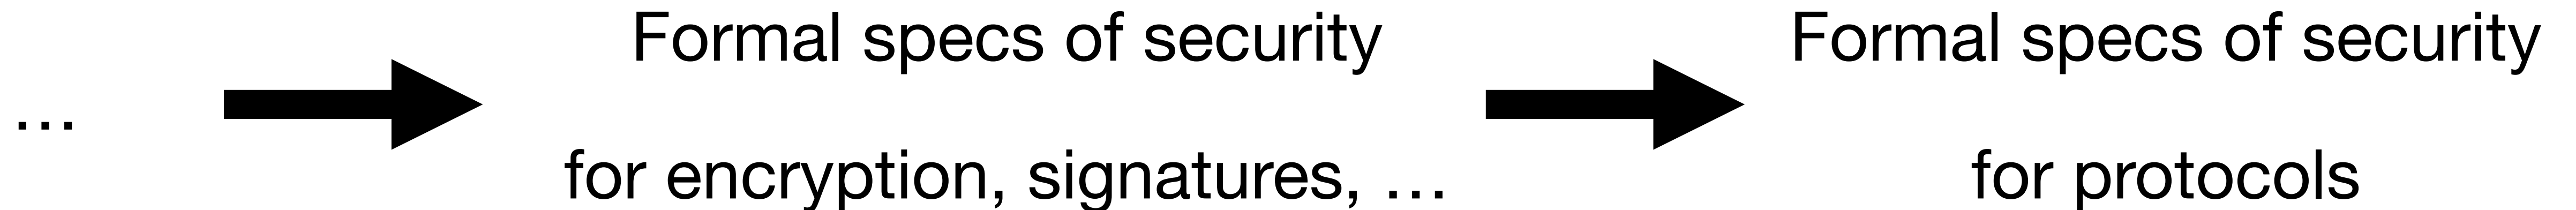 ...
Formal specs of security
for encryption, signatures, ...
Formal specs of security
for protocols